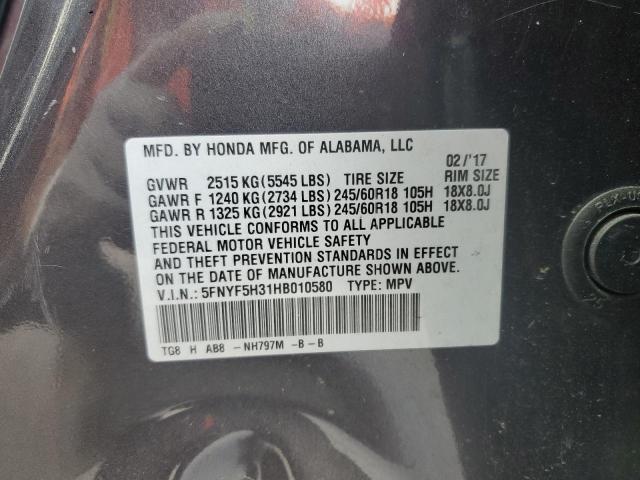 MFD. BY HONDA MFG. OF ALABAMA, LLC
02/'17
GVWR 2515 KG (5545 LBS) TIRE SIZE RIM SIZE
GAWR F 1240 KG (2734 LBS) 245/60R18 105H 18X8.0J
GAWR R 1325 KG (2921 LBS) 245/60R18 105H 18X8.0J
THIS VEHICLE CONFORMS TO ALL APPLICABLE
FEDERAL MOTOR VEHICLE SAFETY
AND THEFT PREVENTION STANDARDS IN EFFECT
ON THE DATE OF MANUFACTURE SHOWN ABOVE.
V.I.N.: 5FNYF5H31HB010580 TYPE: MPV
TG8 H AB8 -NH797M -B-B